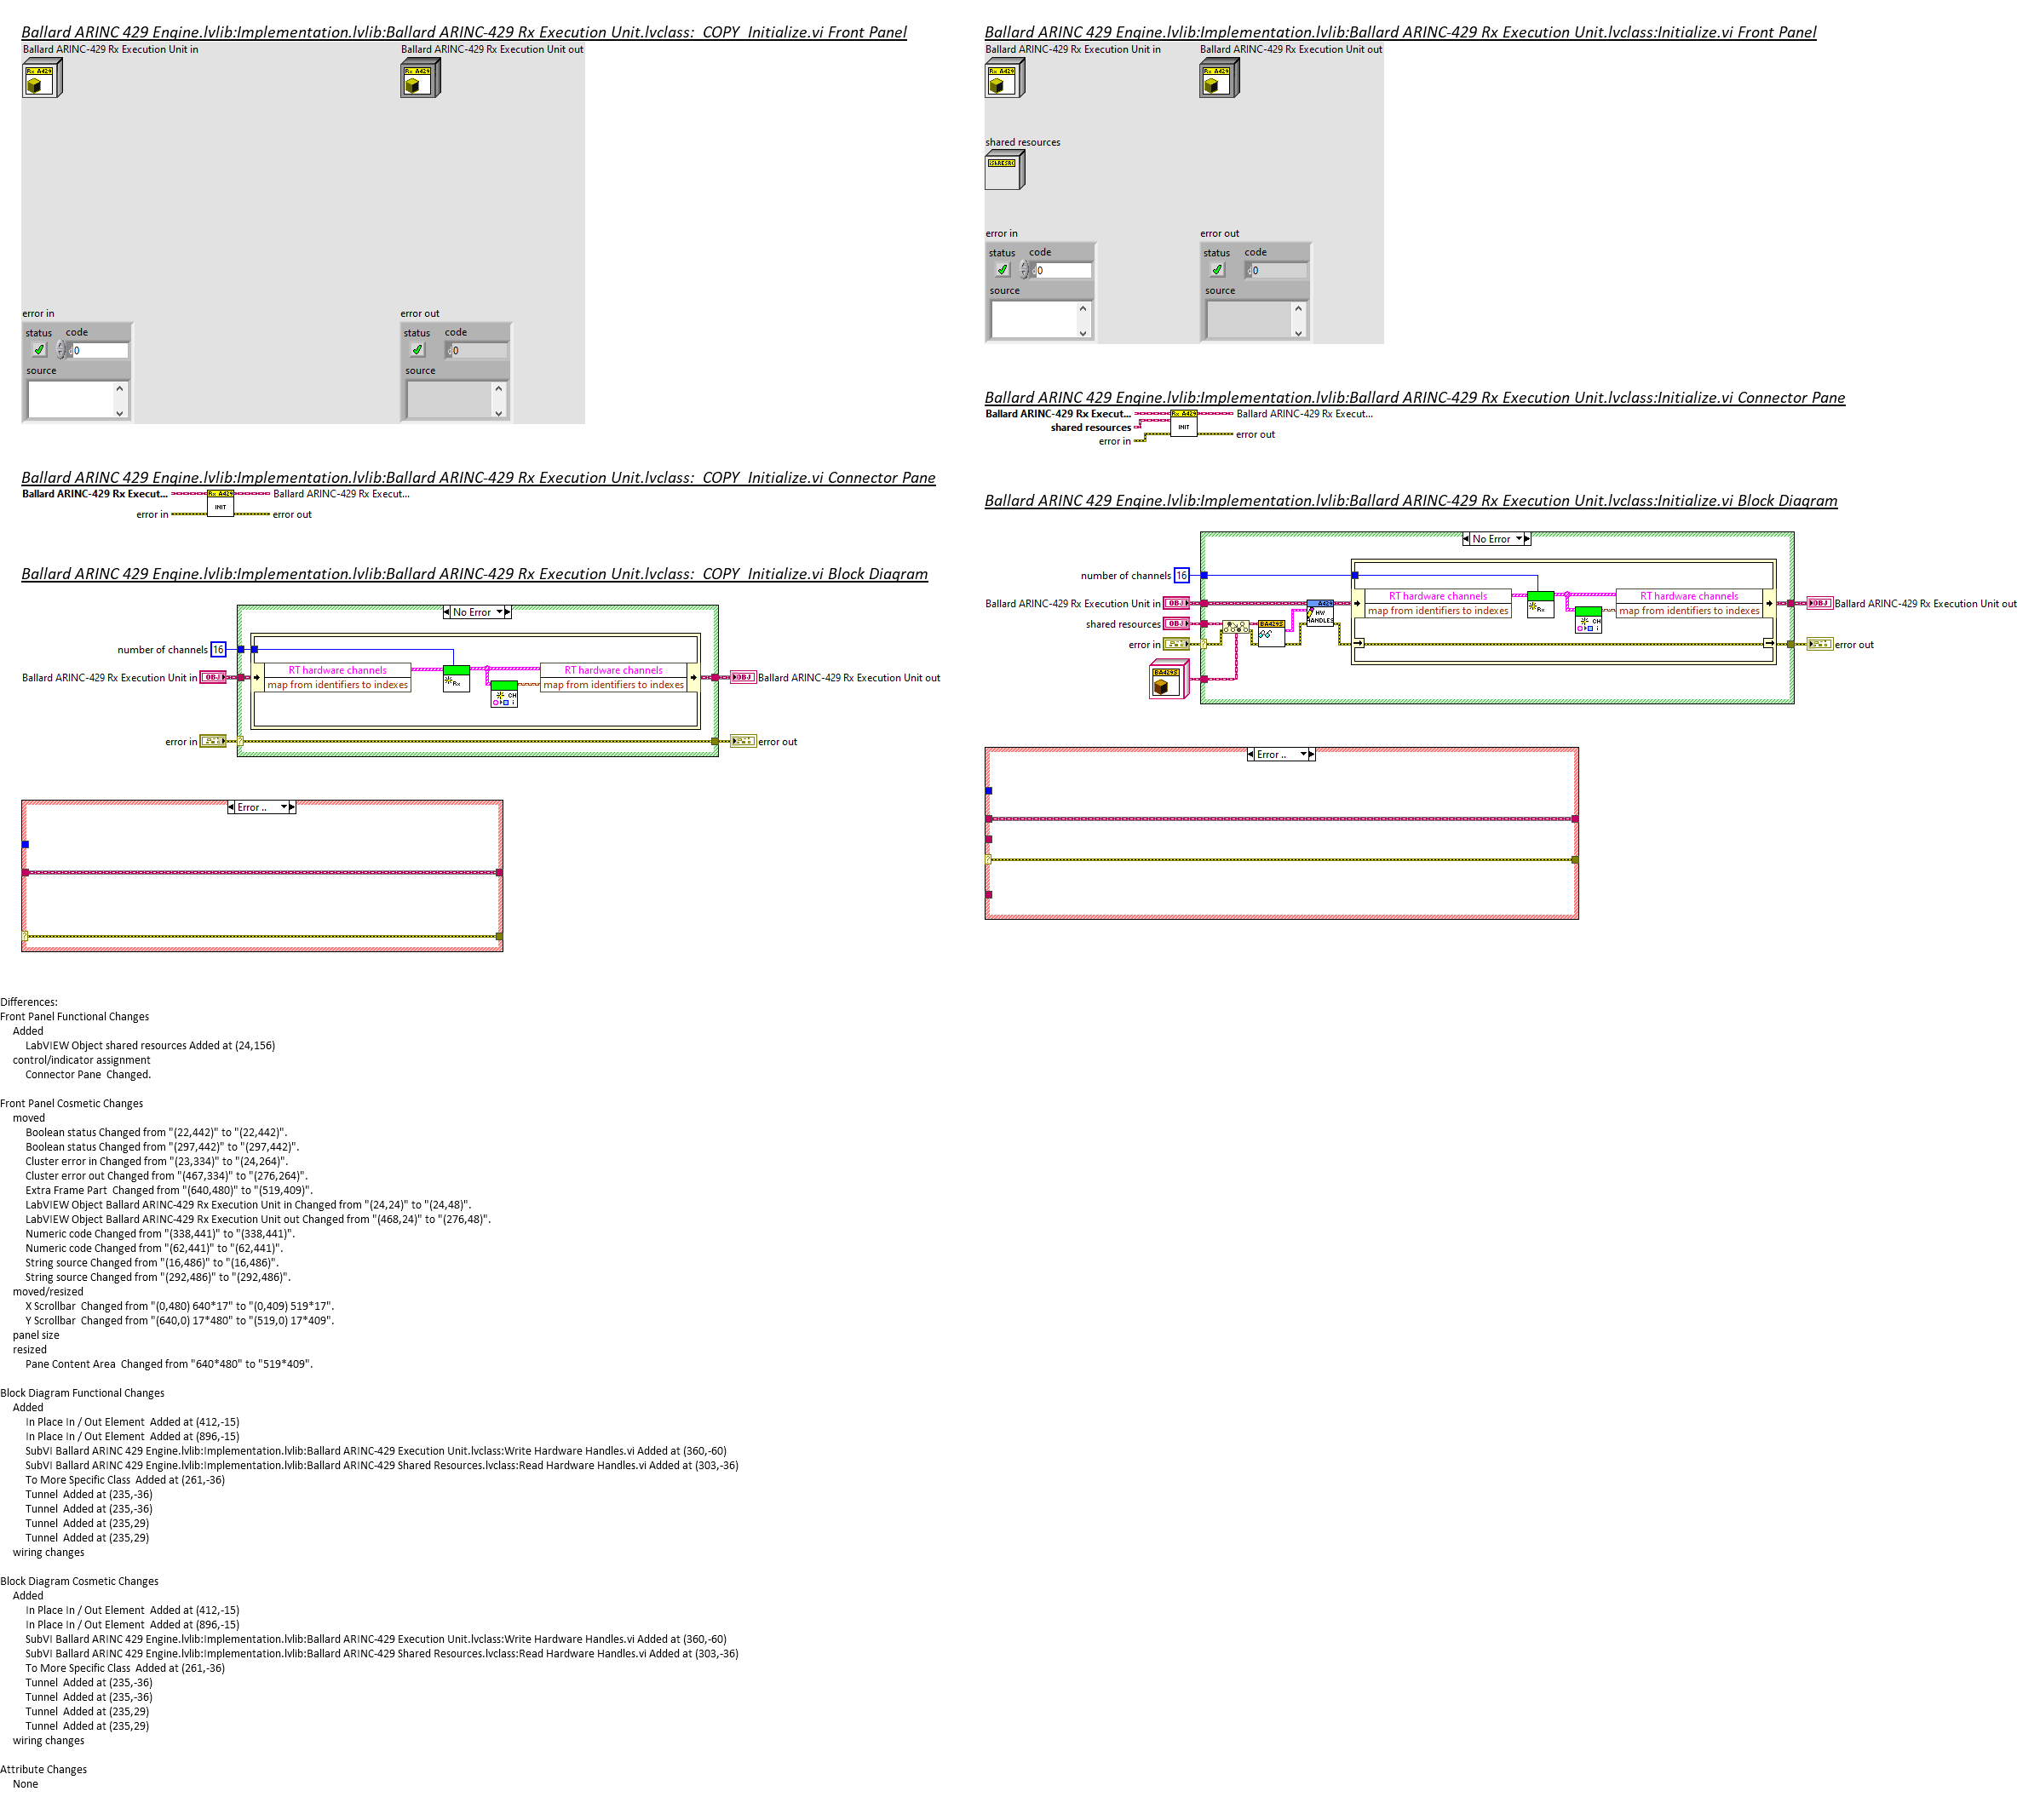 Ballard ARINC 429 Engine.lvlib:Implementation.lvlib:Ballard ARINC-429 Rx Execution Unit.lvclass:_COPY_Initialize.vi Front Panel
Ballard ARINC-429 Rx Execution Unit in
Ballard ARINC-429 Rx Execution Unit out
Rx A429
Rx A429
error in
error out
status code
0
source
status code
0
source
Ballard ARINC 429 Engine.lvlib:Implementation.lvlib:Ballard ARINC-429 Rx Execution Unit.lvclass:_COPY_Initialize.vi Connector Pane
Ballard ARINC-429 Rx Execut...
Rx A429
INIT
Ballard ARINC-429 Rx Execut...
error in
error out
Ballard ARINC 429 Engine.lvlib:Implementation.lvlib:Ballard ARINC-429 Rx Execution Unit.lvclass:_COPY_Initialize.vi Block Diagram
No Error
number of channels 16
RT hardware channels
map from identifiers to indexes
Rx
CH
i
RT hardware channels
map from identifiers to indexes
Ballard ARINC-429 Rx Execution Unit in
OBJ
OBJ
Ballard ARINC-429 Rx Execution Unit out
error in
?
error out
Error ..
?
Ballard ARINC 429 Engine.lvlib:Implementation.lvlib:Ballard ARINC-429 Rx Execution Unit.lvclass:Initialize.vi Front Panel
Ballard ARINC-429 Rx Execution Unit in
Ballard ARINC-429 Rx Execution Unit out
Rx A429
Rx A429
shared resources
error in
error out
status code
0
source
status code
0
source
Ballard ARINC 429 Engine.lvlib:Implementation.lvlib:Ballard ARINC-429 Rx Execution Unit.lvclass:Initialize.vi Connector Pane
Ballard ARINC-429 Rx Execut...
Rx A429
INIT
Ballard ARINC-429 Rx Execut...
shared resources
error in
error out
Ballard ARINC 429 Engine.lvlib:Implementation.lvlib:Ballard ARINC-429 Rx Execution Unit.lvclass:Initialize.vi Block Diagram
No Error
number of channels 16
RT hardware channels
map from identifiers to indexes
Rx
CH
i
RT hardware channels
map from identifiers to indexes
Ballard ARINC-429 Rx Execution Unit in
OBJ
A429
HW
HANDLES
OBJ
Ballard ARINC-429 Rx Execution Unit out
shared resources
OBJ
BA429S
error in
?
error out
BA429S
Error ..
?
Differences:
Front Panel Functional Changes
Added
LabVIEW Object shared resources Added at (24,156)
control/indicator assignment
Connector Pane  Changed.
Front Panel Cosmetic Changes
moved
Boolean status Changed from "(22,442)" to "(22,442)".
Boolean status Changed from "(297,442)" to "(297,442)".
Cluster error in Changed from "(23,334)" to "(24,264)".
Cluster error out Changed from "(467,334)" to "(276,264)".
Extra Frame Part  Changed from "(640,480)" to "(519,409)".
LabVIEW Object Ballard ARINC-429 Rx Execution Unit in Changed from "(24,24)" to "(24,48)".
LabVIEW Object Ballard ARINC-429 Rx Execution Unit out Changed from "(468,24)" to "(276,48)".
Numeric code Changed from "(338,441)" to "(338,441)".
Numeric code Changed from "(62,441)" to "(62,441)".
String source Changed from "(16,486)" to "(16,486)".
String source Changed from "(292,486)" to "(292,486)".
moved/resized
X Scrollbar  Changed from "(0,480) 640*17" to "(0,409) 519*17".
Y Scrollbar  Changed from "(640,0) 17*480" to "(519,0) 17*409".
panel size
resized
Pane Content Area  Changed from "640*480" to "519*409".
Block Diagram Functional Changes
Added
In Place In / Out Element  Added at (412,-15)
In Place In / Out Element  Added at (896,-15)
SubVI Ballard ARINC 429 Engine.lvlib:Implementation.lvlib:Ballard ARINC-429 Execution Unit.lvclass:Write Hardware Handles.vi Added at (360,-60)
SubVI Ballard ARINC 429 Engine.lvlib:Implementation.lvlib:Ballard ARINC-429 Shared Resources.lvclass:Read Hardware Handles.vi Added at (303,-36)
To More Specific Class  Added at (261,-36)
Tunnel  Added at (235,-36)
Tunnel  Added at (235,-36)
Tunnel  Added at (235,29)
Tunnel  Added at (235,29)
wiring changes
Block Diagram Cosmetic Changes
Added
In Place In / Out Element  Added at (412,-15)
In Place In / Out Element  Added at (896,-15)
SubVI Ballard ARINC 429 Engine.lvlib:Implementation.lvlib:Ballard ARINC-429 Execution Unit.lvclass:Write Hardware Handles.vi Added at (360,-60)
SubVI Ballard ARINC 429 Engine.lvlib:Implementation.lvlib:Ballard ARINC-429 Shared Resources.lvclass:Read Hardware Handles.vi Added at (303,-36)
To More Specific Class  Added at (261,-36)
Tunnel  Added at (235,-36)
Tunnel  Added at (235,-36)
Tunnel  Added at (235,29)
Tunnel  Added at (235,29)
wiring changes
Attribute Changes
None